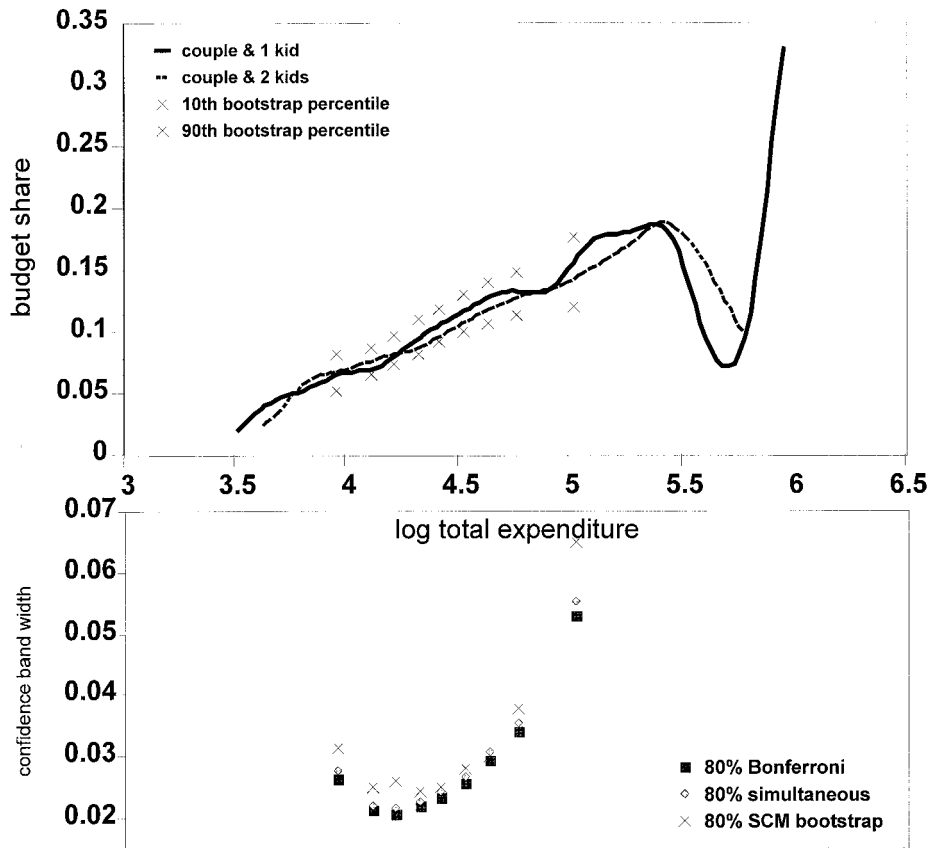 0.35
0.3
0.25
0.2
0.15
0.1
0.05
0
budget share
couple & 1 kid
couple & 2 kids
10th bootstrap percentile
90th bootstrap percentile
3 3.5 4 4.5 5 5.5 6 6.5
log total expenditure
0.07
0.06
0.05
0.04
0.03
0.02
confidence band width
80% Bonferroni
80% simultaneous
80% SCM bootstrap